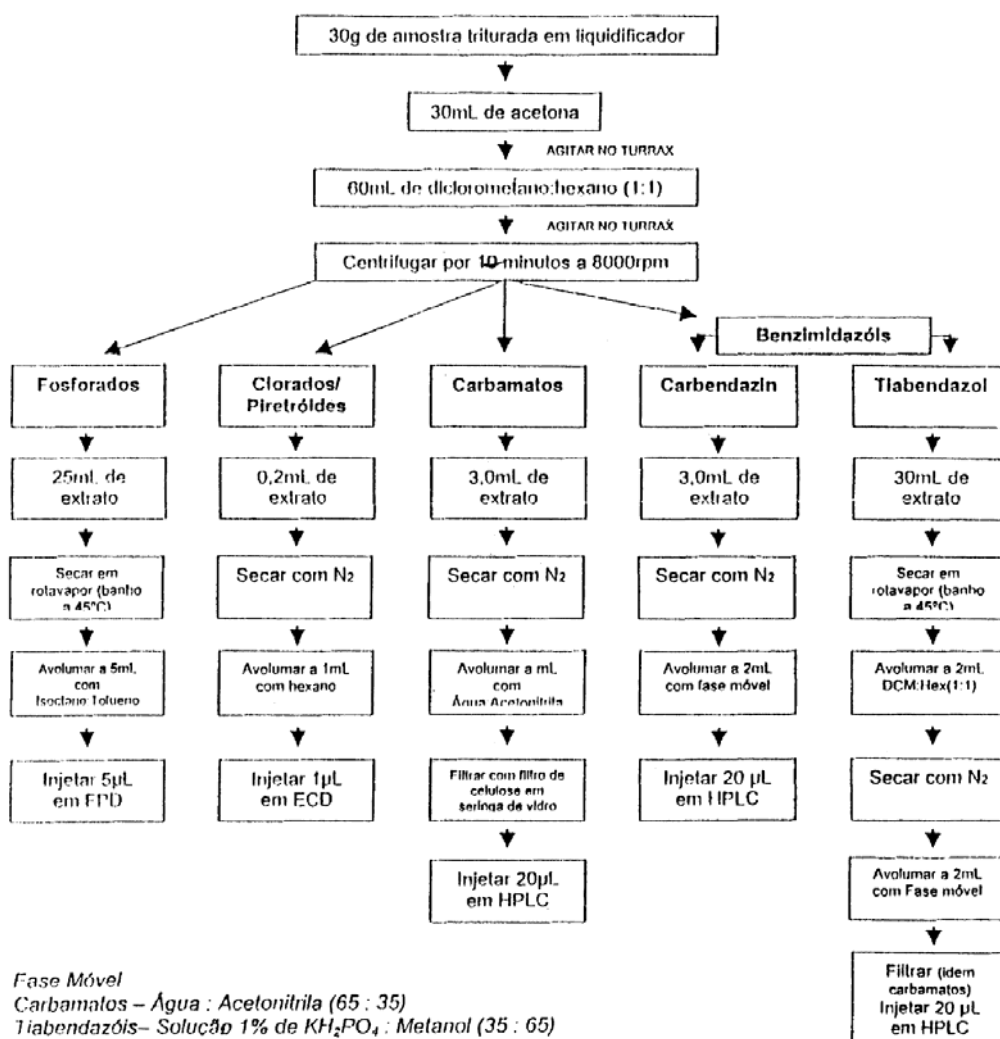 30g de amostra triturada em liquidificador
30mL de acetona
AGITAR NO TURRAX
60mL de diclorometano:hexano (1:1)
AGITAR NO TURRAX
Centrifugar por 10 minutos a 8000rpm
Benzimidazóis
Fosforados
Clorados/
Piretróides
Carbamatos
Carbendazin
Tiabendazol
25mL de
extrato
0,2mL de
extrato
3,0mL de
extrato
3,0mL de
extrato
30mL de
extrato
Secar em
rotavapor (banho
a 45ºC)
Secar com N₂
Secar com N₂
Secar com N₂
Secar em
rotavapor (banho
a 45ºC)
Avolumar a 5mL
com
Isoctano Tolueno
Avolumar a 1mL
com hexano
Avolumar a mL
com
Água Acetonitrila
Avolumar a 2mL
com fase móvel
Avolumar a 2mL
DCM:Hex(1:1)
Injetar 5µL
em FPD
Injetar 1µL
em ECD
Filtrar com filtro de
celulose em
seringa de vidro
Injetar 20 µL
em HPLC
Secar com N₂
Injetar 20µL
em HPLC
Avolumar a 2mL
com Fase móvel
Filtrar (idem
carbamatos)
Injetar 20 µL
em HPLC
Fase Móvel
Carbamatos – Água : Acetonitrila (65 : 35)
Tiabendazóis– Solução 1% de KH₂PO₄ : Metanol (35 : 65)